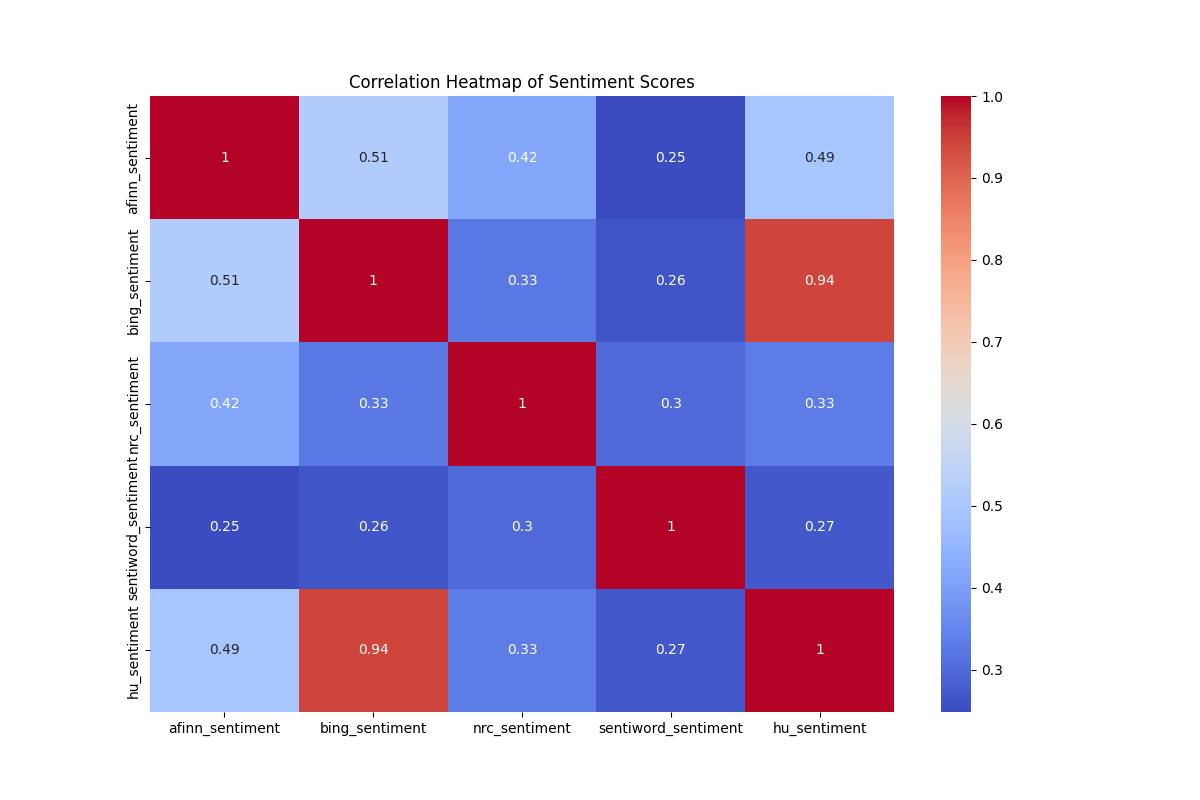 Correlation Heatmap of Sentiment Scores
afinn_sentiment
1 0.51 0.42 0.25 0.49
bing_sentiment
0.51 1 0.33 0.26 0.94
nrc_sentiment
0.42 0.33 1 0.3 0.33
sentiword_sentiment
0.25 0.26 0.3 1 0.27
hu_sentiment
0.49 0.94 0.33 0.27 1
afinn_sentiment bing_sentiment nrc_sentiment sentiword_sentiment hu_sentiment
1.0
0.9
0.8
0.7
0.6
0.5
0.4
0.3